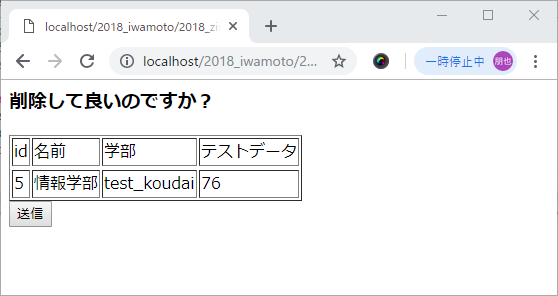 localhost/2018_iwamoto/2018_zi
localhost/2018_iwamoto/2...
一時停止中
朋也
削除して良いのですか？
id 名前 学部 テストデータ
5 情報学部 test_koudai 76
送信